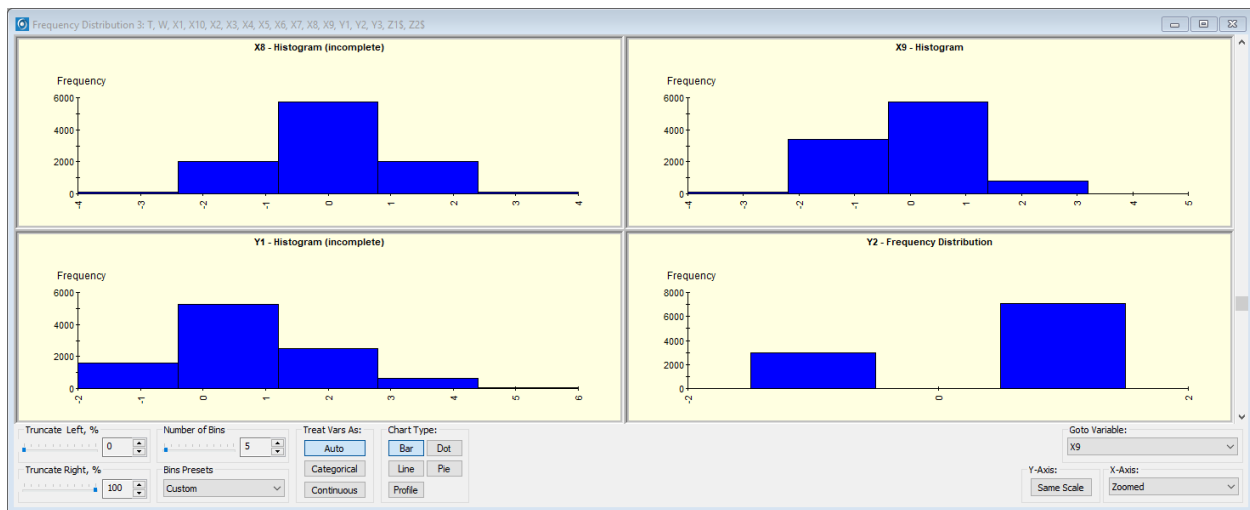 Frequency Distribution 3: T, W, X1, X10, X2, X3, X4, X5, X6, X7, X8, X9, Y1, Y2, Y3, Z1$, Z2$
X8 - Histogram (incomplete)
Frequency
6000
4000
2000
0
-4 -3 -2 -1 0 1 2 3 4
X9 - Histogram
Frequency
6000
4000
2000
0
-4 -3 -2 -1 0 1 2 3 4 5
Y1 - Histogram (incomplete)
Frequency
6000
4000
2000
0
-2 -1 0 1 2 3 4 5 6
Y2 - Frequency Distribution
Frequency
8000
6000
4000
2000
0
-2 0 2
Truncate Left, %
0
Number of Bins
5
Treat Vars As:
Auto
Categorical
Continuous
Chart Type:
Bar Dot
Line Pie
Profile
Truncate Right, %
100
Bins Presets
Custom
Goto Variable:
X9
Y-Axis:
Same Scale
X-Axis:
Zoomed